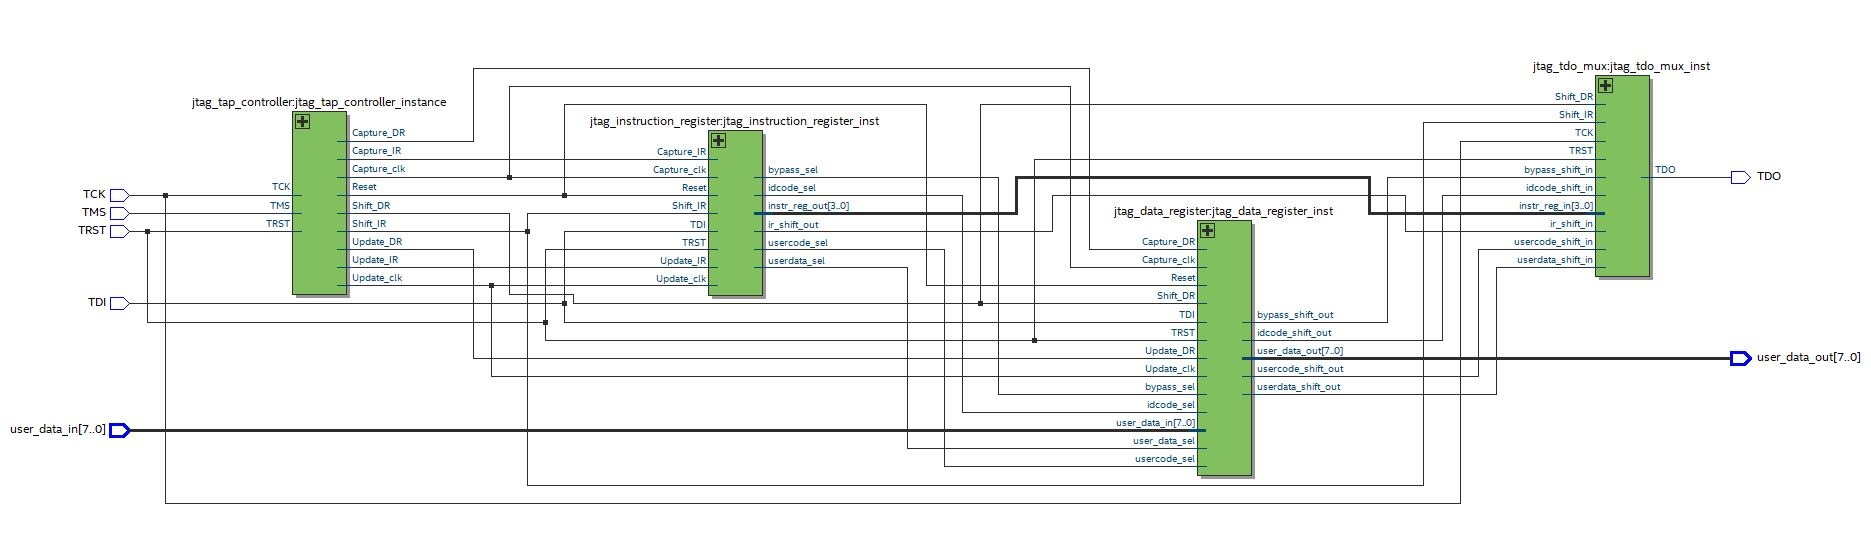 TCK
TMS
TRST
TDI
user_data_in[7..0]
jtag_tap_controller:jtag_tap_controller_instance
TCK
TMS
TRST
Capture_DR
Capture_IR
Capture_clk
Reset
Shift_DR
Shift_IR
Update_DR
Update_IR
Update_clk
jtag_instruction_register:jtag_instruction_register_inst
Capture_IR
Capture_clk
Reset
Shift_IR
TDI
TRST
Update_IR
Update_clk
bypass_sel
idcode_sel
instr_reg_out[3..0]
ir_shift_out
usercode_sel
userdata_sel
jtag_data_register:jtag_data_register_inst
Capture_DR
Capture_clk
Reset
Shift_DR
TDI
TRST
Update_DR
Update_clk
bypass_sel
idcode_sel
user_data_in[7..0]
user_data_sel
usercode_sel
bypass_shift_out
idcode_shift_out
user_data_out[7..0]
usercode_shift_out
userdata_shift_out
jtag_tdo_mux:jtag_tdo_mux_inst
Shift_DR
Shift_IR
TCK
TRST
bypass_shift_in
idcode_shift_in
instr_reg_in[3..0]
ir_shift_in
usercode_shift_in
userdata_shift_in
TDO
TDO
user_data_out[7..0]